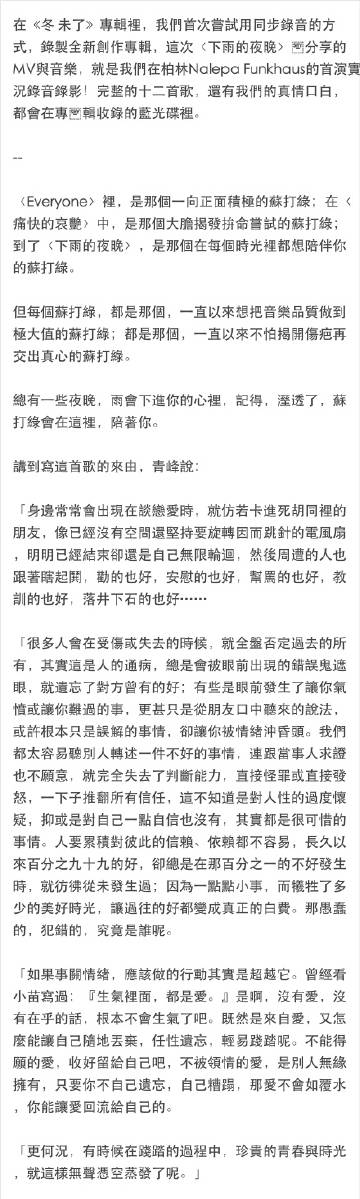 在《冬 未了》專輯裡，我們首次嘗試用同步錄音的方
式，錄製全新創作專輯，這次〈下雨的夜晚〉分享的
MV與音樂，就是我們在柏林Nalepa Funkhaus的首演實
況錄音錄影！完整的十二首歌，還有我們的真情口白，
都會在專輯收錄的藍光碟裡。
--
〈Everyone〉裡，是那個一向正面積極的蘇打綠；在〈
痛快的哀艷〉中，是那個大膽揭發拚命嘗試的蘇打綠；
到了〈下雨的夜晚〉，是那個在每個時光裡都想陪伴你
的蘇打綠。
但每個蘇打綠，都是那個，一直以來想把音樂品質做到
極大值的蘇打綠；都是那個，一直以來不怕揭開傷疤再
交出真心的蘇打綠。
總有一些夜晚，雨會下進你的心裡，記得，溼透了，蘇
打綠會在這裡，陪著你。
講到寫這首歌的來由，青峰說：
「身邊常常會出現在談戀愛時，就仿若卡進死胡同裡的
朋友，像已經沒有空間還堅持要旋轉因而跳針的電風扇
，明明已經結束卻還是自己無限輪迴，然後周遭的人也
跟著瞎起鬨，勸的也好，安慰的也好，幫罵的也好，教
訓的也好，落井下石的也好⋯⋯
「很多人會在受傷或失去的時候，就全盤否定過去的所
有，其實這是人的通病，總是會被眼前出現的錯誤鬼遮
眼，就遺忘了對方曾有的好；有些是眼前發生了讓你氣
憤或讓你難過的事，更甚只是從朋友口中聽來的說法，
或許根本只是誤解的事情，卻讓你被情緒沖昏頭。我們
都太容易聽別人轉述一件不好的事情，連跟當事人求證
也不願意，就完全失去了判斷能力，直接怪罪或直接發
怒，一下子推翻所有信任，這不知道是對人性的過度懷
疑，抑或是對自己一點自信也沒有，其實都是很可惜的
事情。人要累積對彼此的信賴、依賴都不容易，長久以
來百分之九十九的好，卻總是在那百分之一的不好發生
時，就彷彿從未發生過；因為一點點小事，而犧牲了多
少的美好時光，讓過往的好都變成真正的白費。那愚蠢
的，犯錯的，究竟是誰呢。
「如果事關情緒，應該做的行動其實是超越它。曾經看
小苗寫過：『生氣裡面，都是愛。』是啊，沒有愛，沒
有在乎的話，根本不會生氣了吧。既然是來自愛，又怎
麼能讓自己隨地丟棄，任性遺忘，輕易踐踏呢。不能得
願的愛，收好留給自己吧，不被領情的愛，是別人無緣
擁有，只要你不自己遺忘，自己糟蹋，那愛不會如覆水
，你能讓愛回流給自己的。
「更何況，有時候在踐踏的過程中，珍貴的青春與時光
，就這樣無聲憑空蒸發了呢。」